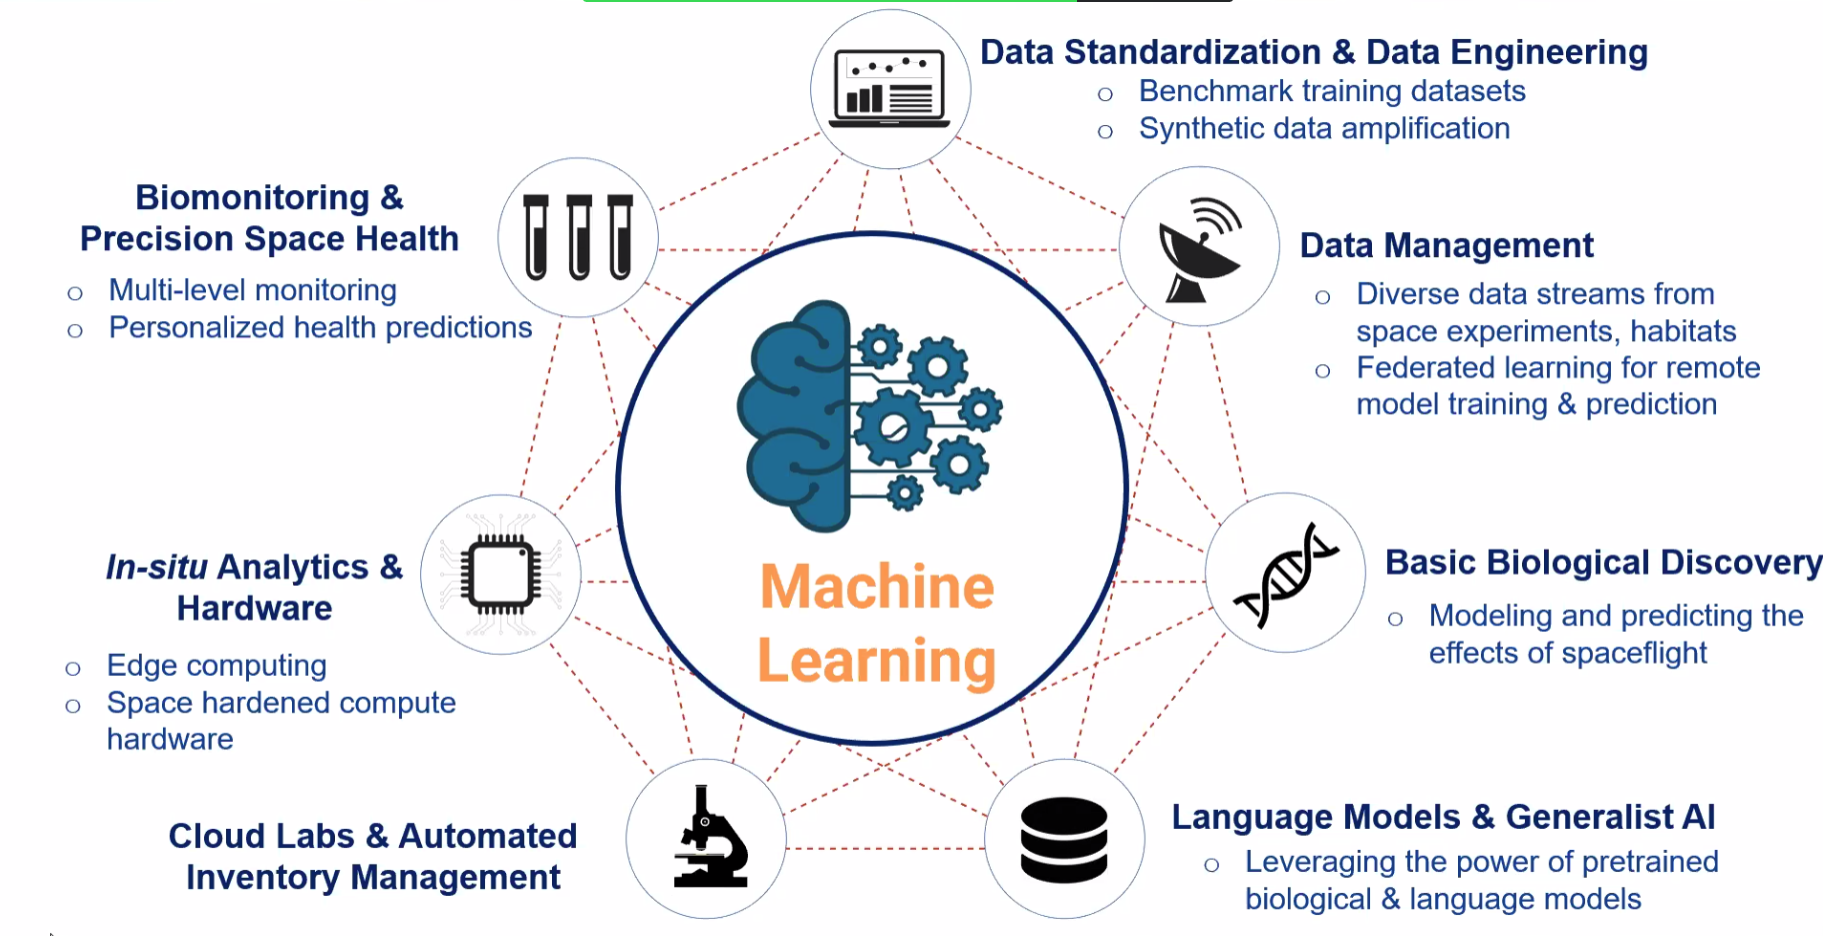 Data Standardization & Data Engineering
o Benchmark training datasets
o Synthetic data amplification
Biomonitoring &
Precision Space Health
o Multi-level monitoring
o Personalized health predictions
Data Management
o Diverse data streams from
space experiments, habitats
o Federated learning for remote
model training & prediction
Machine
Learning
In-situ Analytics &
Hardware
o Edge computing
o Space hardened compute
hardware
Basic Biological Discovery
o Modeling and predicting the
effects of spaceflight
Cloud Labs & Automated
Inventory Management
Language Models & Generalist AI
o Leveraging the power of pretrained
biological & language models